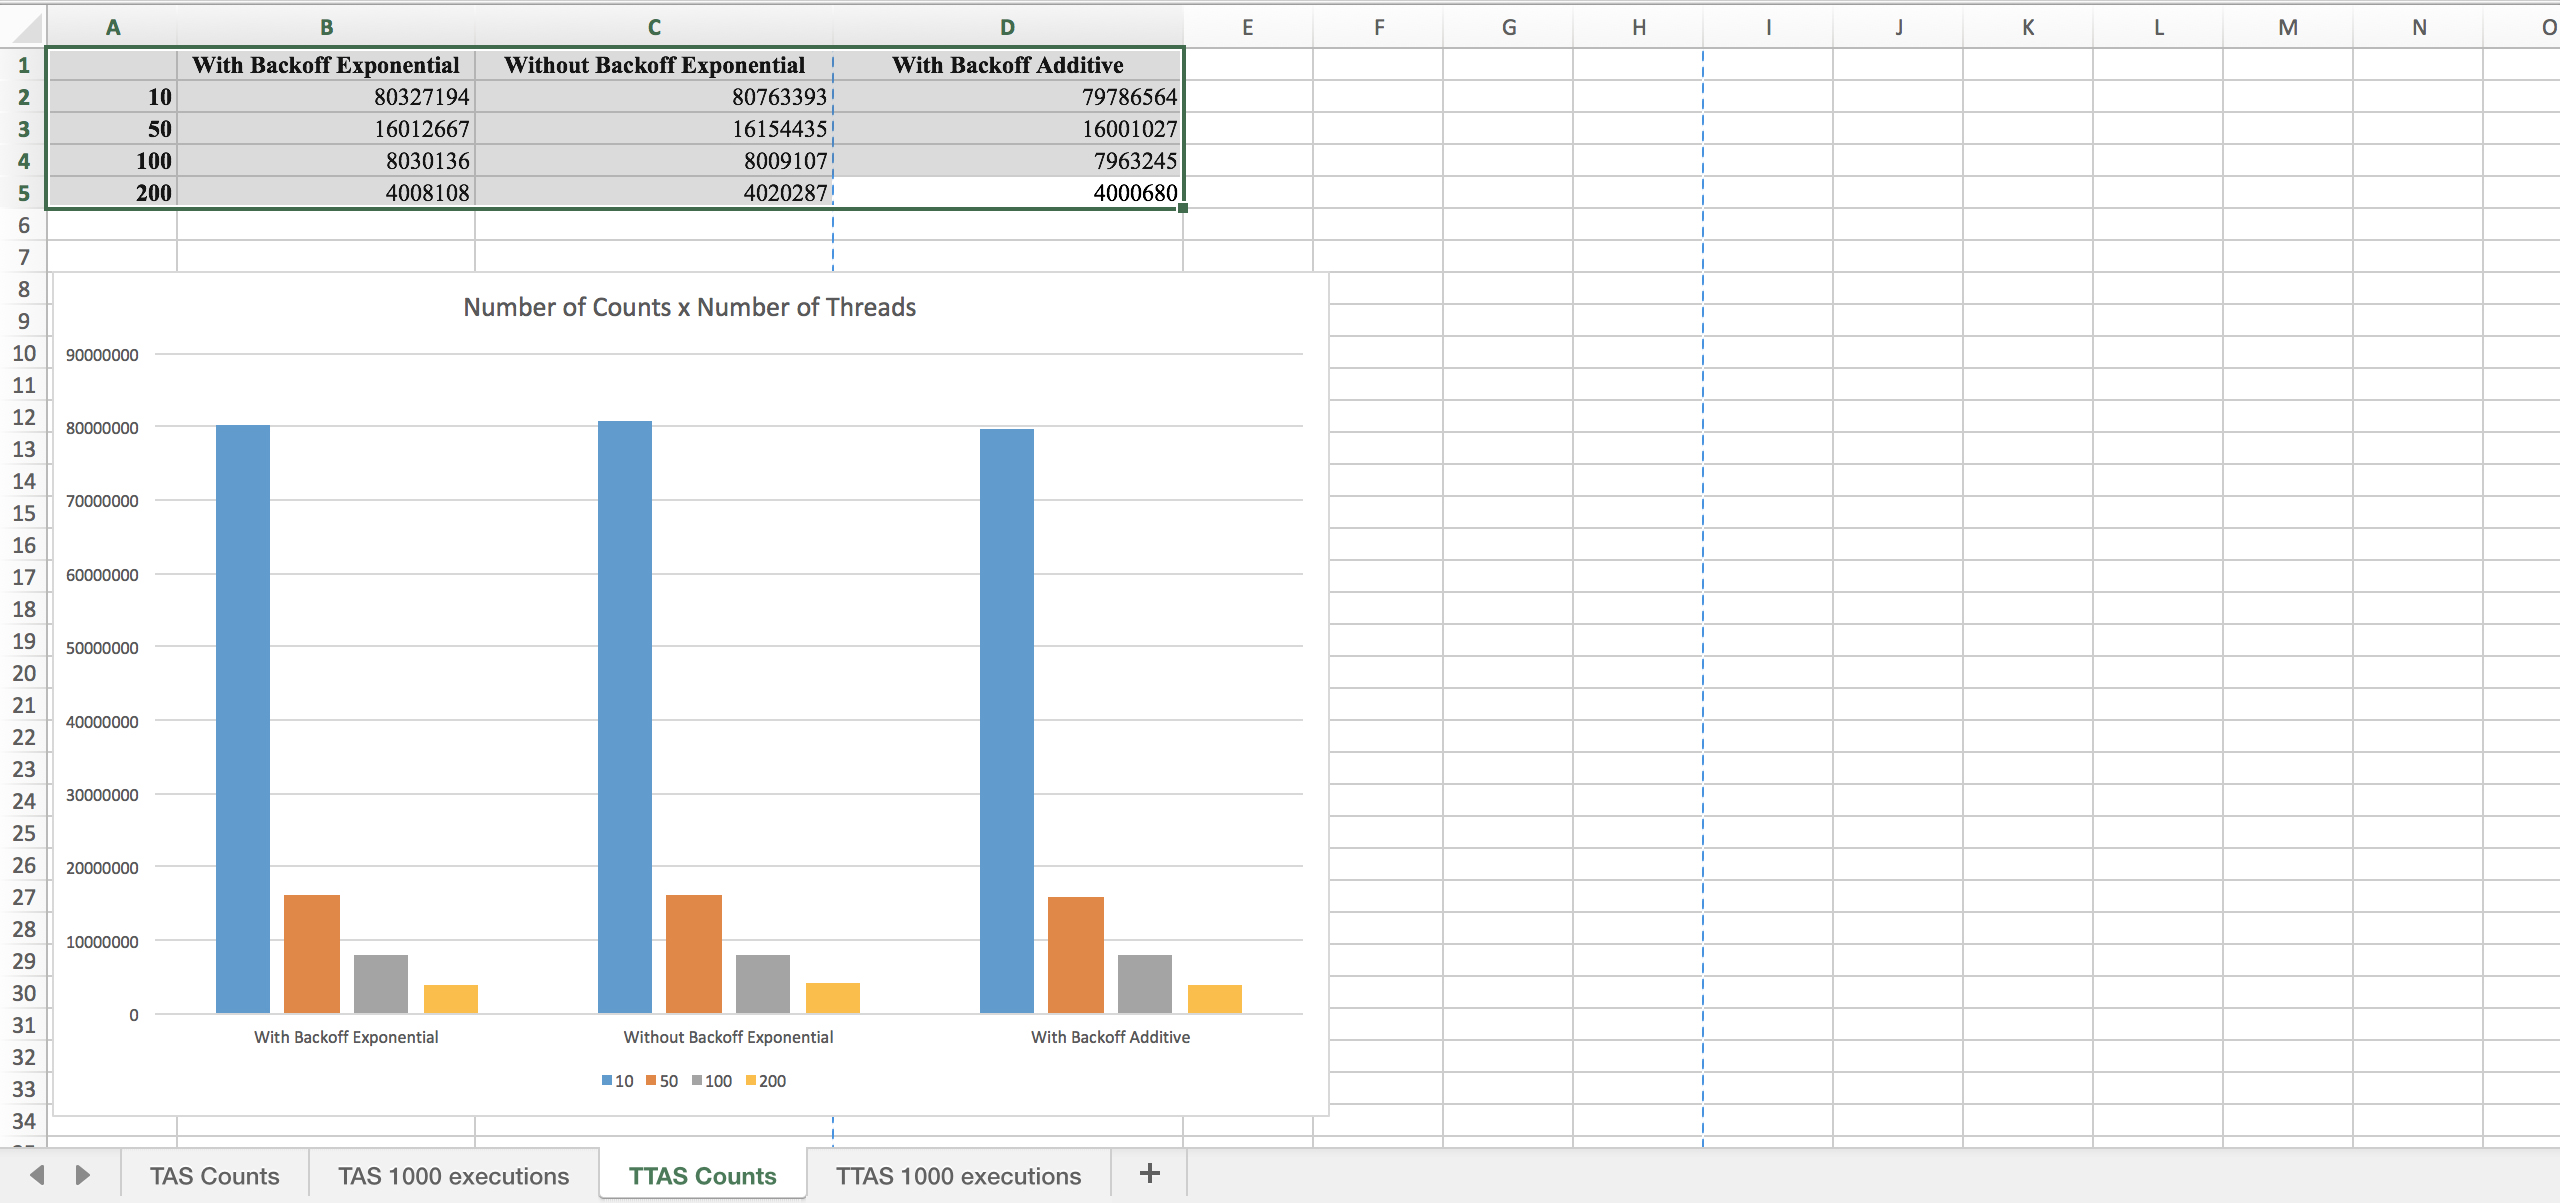 A B C D E F G H I J K L M N O
1 With Backoff Exponential Without Backoff Exponential With Backoff Additive
2 10 80327194 80763393 79786564
3 50 16012667 16154435 16001027
4 100 8030136 8009107 7963245
5 200 4008108 4020287 4000680
6
7
8
Number of Counts x Number of Threads
9
10 90000000
11
12 80000000
13
14
15 70000000
16
17 60000000
18
19 50000000
20
21
22 40000000
23
24 30000000
25
26 20000000
27
28
29 10000000
30
31 0
With Backoff Exponential Without Backoff Exponential With Backoff Additive
32
33 10 50 100 200
34
TAS Counts TAS 1000 executions TTAS Counts TTAS 1000 executions +